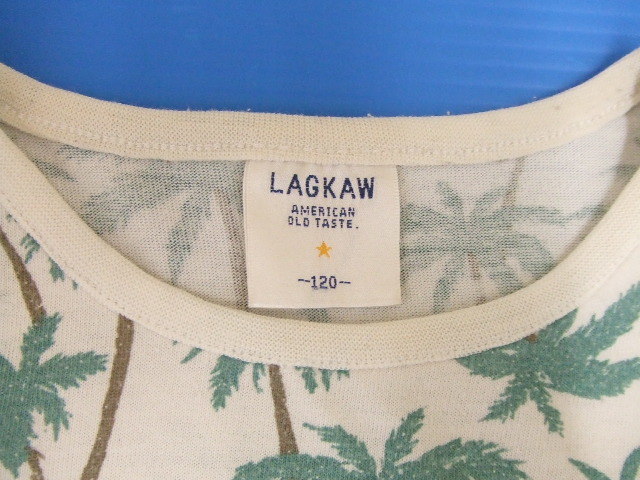 LAGKAW
AMERICAN
OLD TASTE.
--120--